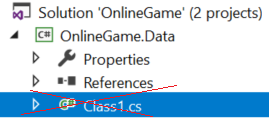 Solution 'OnlineGame' (2 projects)
C# OnlineGame.Data
Properties
References
C# Class1.cs